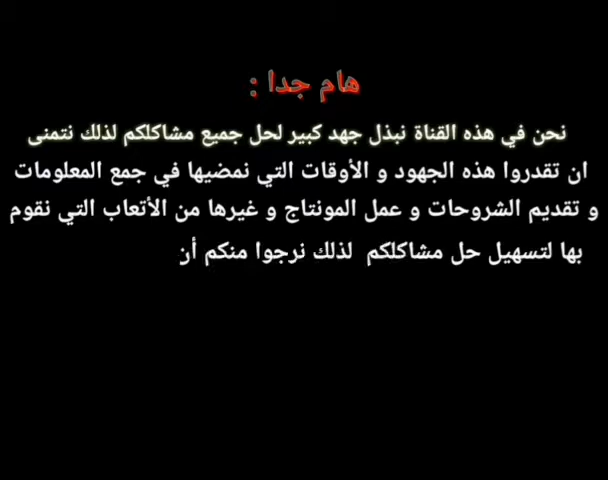 هام جدا :
نحن في هذه القناة نبذل جهد كبير لحل جميع مشاكلكم لذلك نتمنى
ان تقدروا هذه الجهود و الأوقات التي نمضيها في جمع المعلومات
و تقديم الشروحات و عمل المونتاج و غيرها من الأتعاب التي نقوم
بها لتسهيل حل مشاكلكم لذلك نرجوا منكم أن